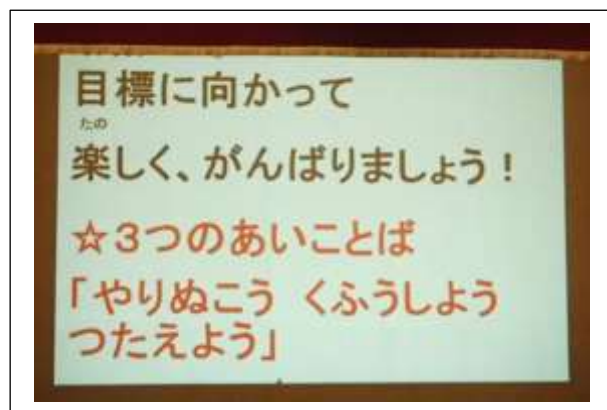 目標に向かって
たの
楽しく、がんばりましょう！
☆３つのあいことば
「やりぬこう　くふうしよう
つたえよう」